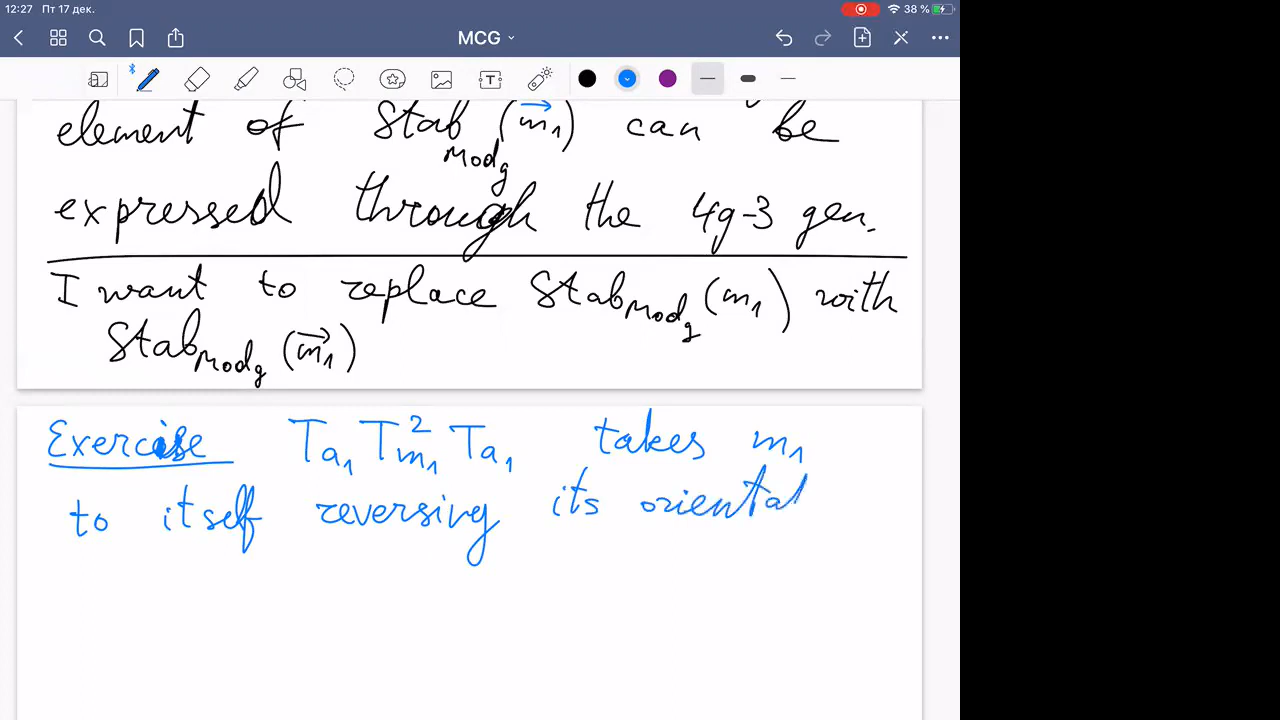 12:27 Пт 17 дек. 38 %
MCG
element of Stab_{Mod_g} (\vec{m_1}) can be
expressed through the 4g-3 gen.
I want to replace Stab_{Mod_g} (m_1) with
Stab_{Mod_g} (\vec{m_1})
Exercise T_{a_1} T_{m_1}^2 T_{a_1} takes m_1
to itself reversing its orientat